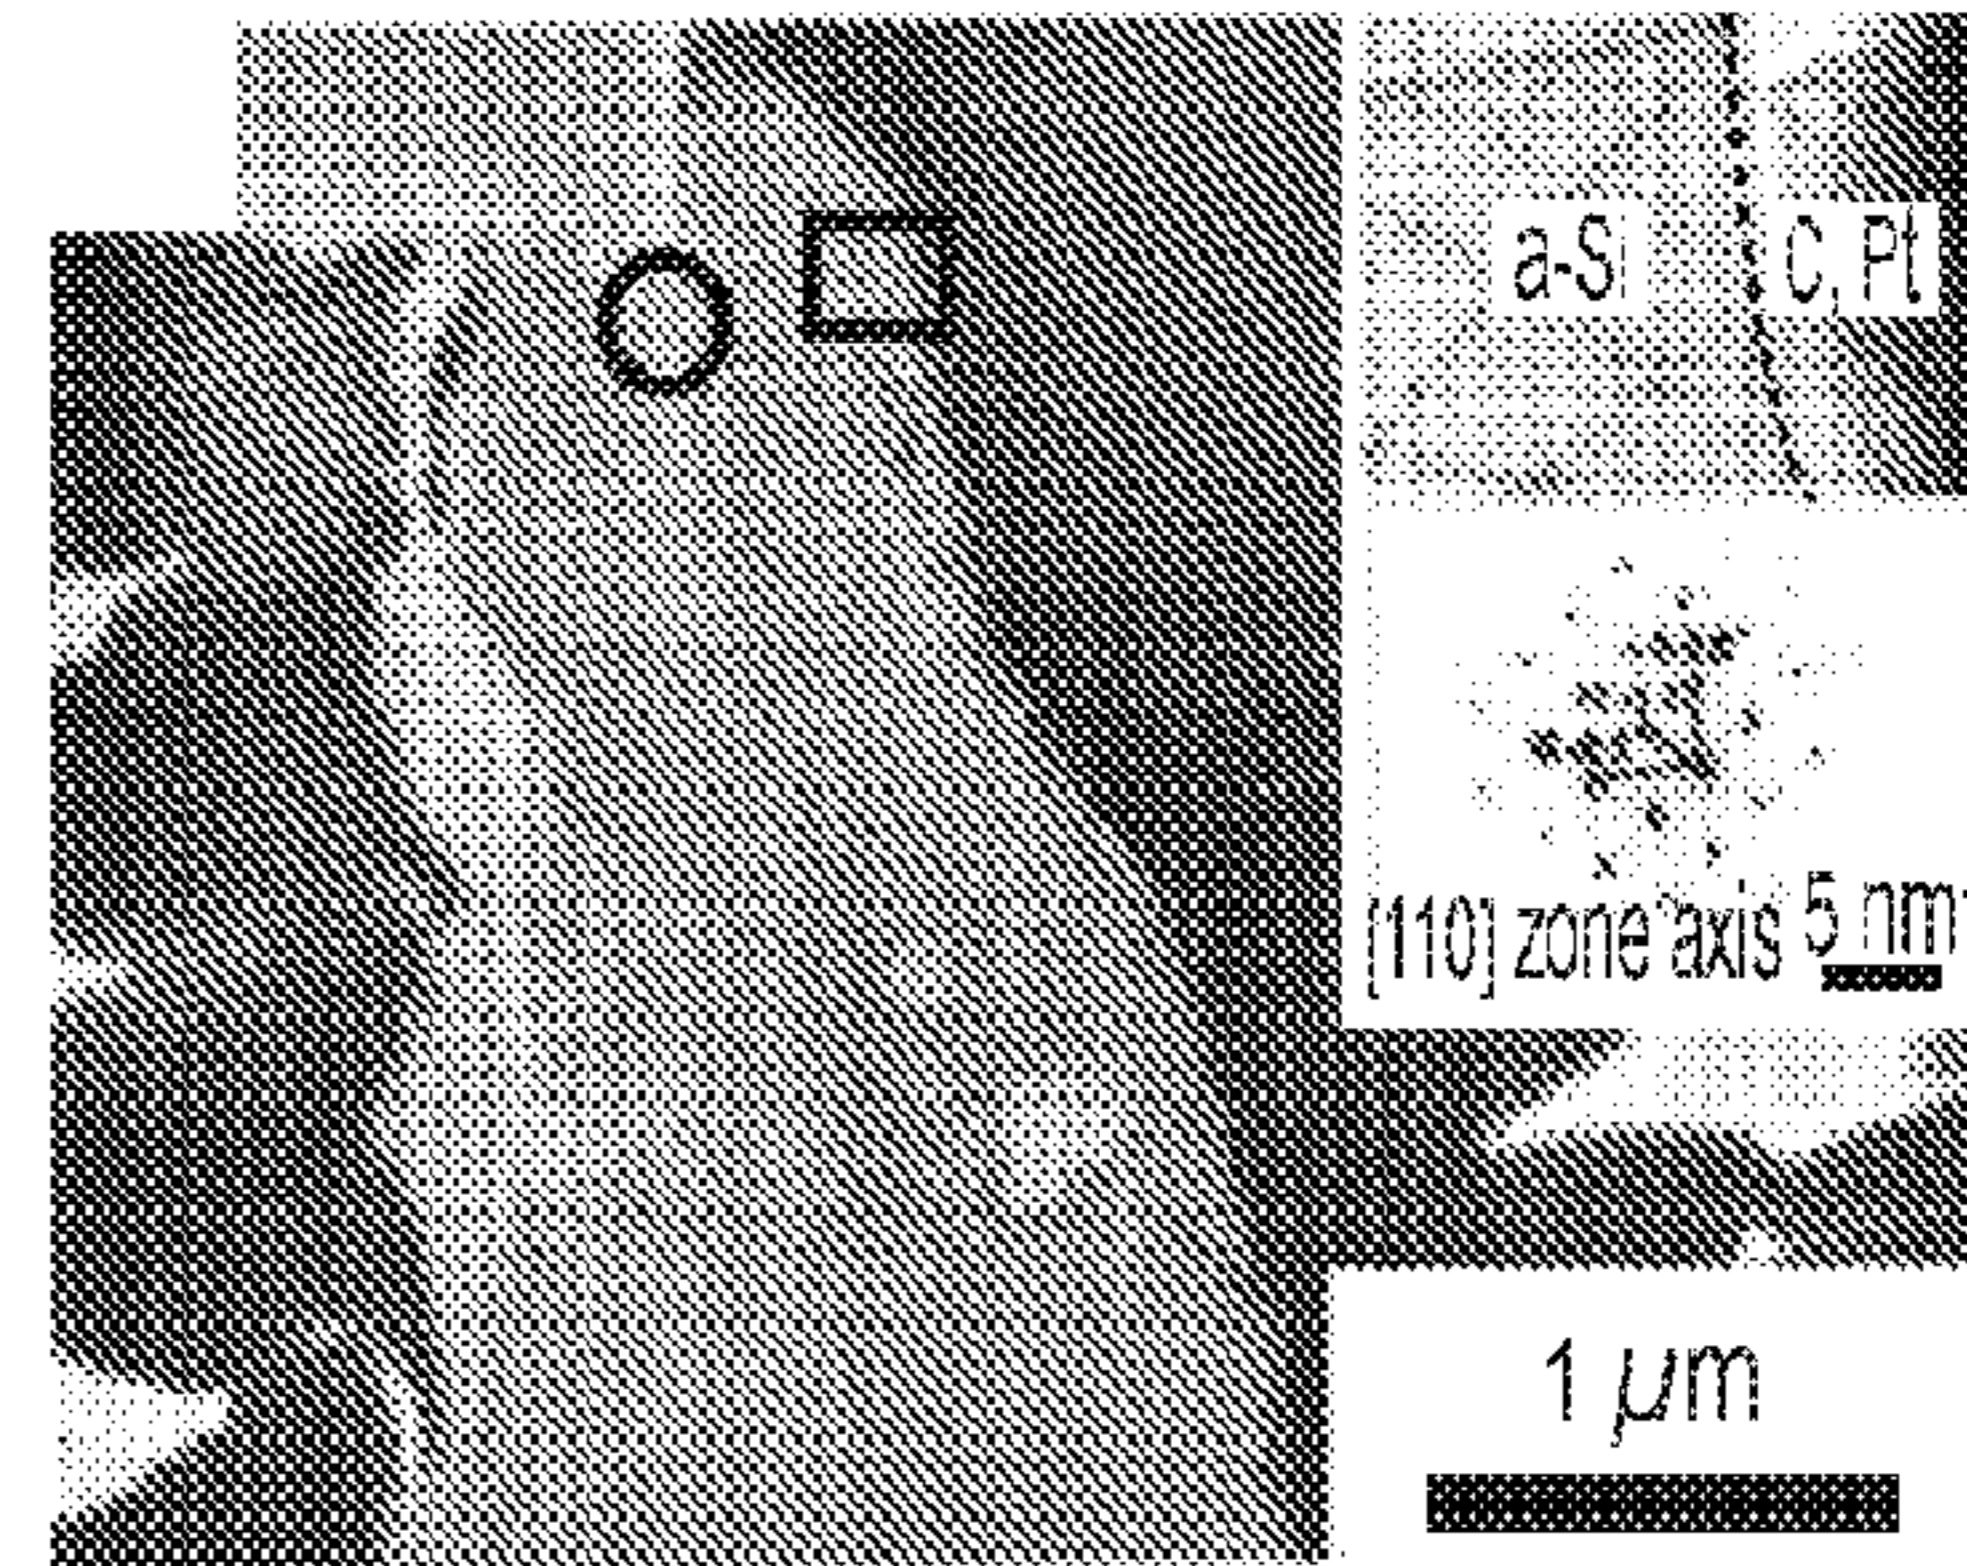 a-Si C, Pt
[110] zone axis 5 nm
1 μm